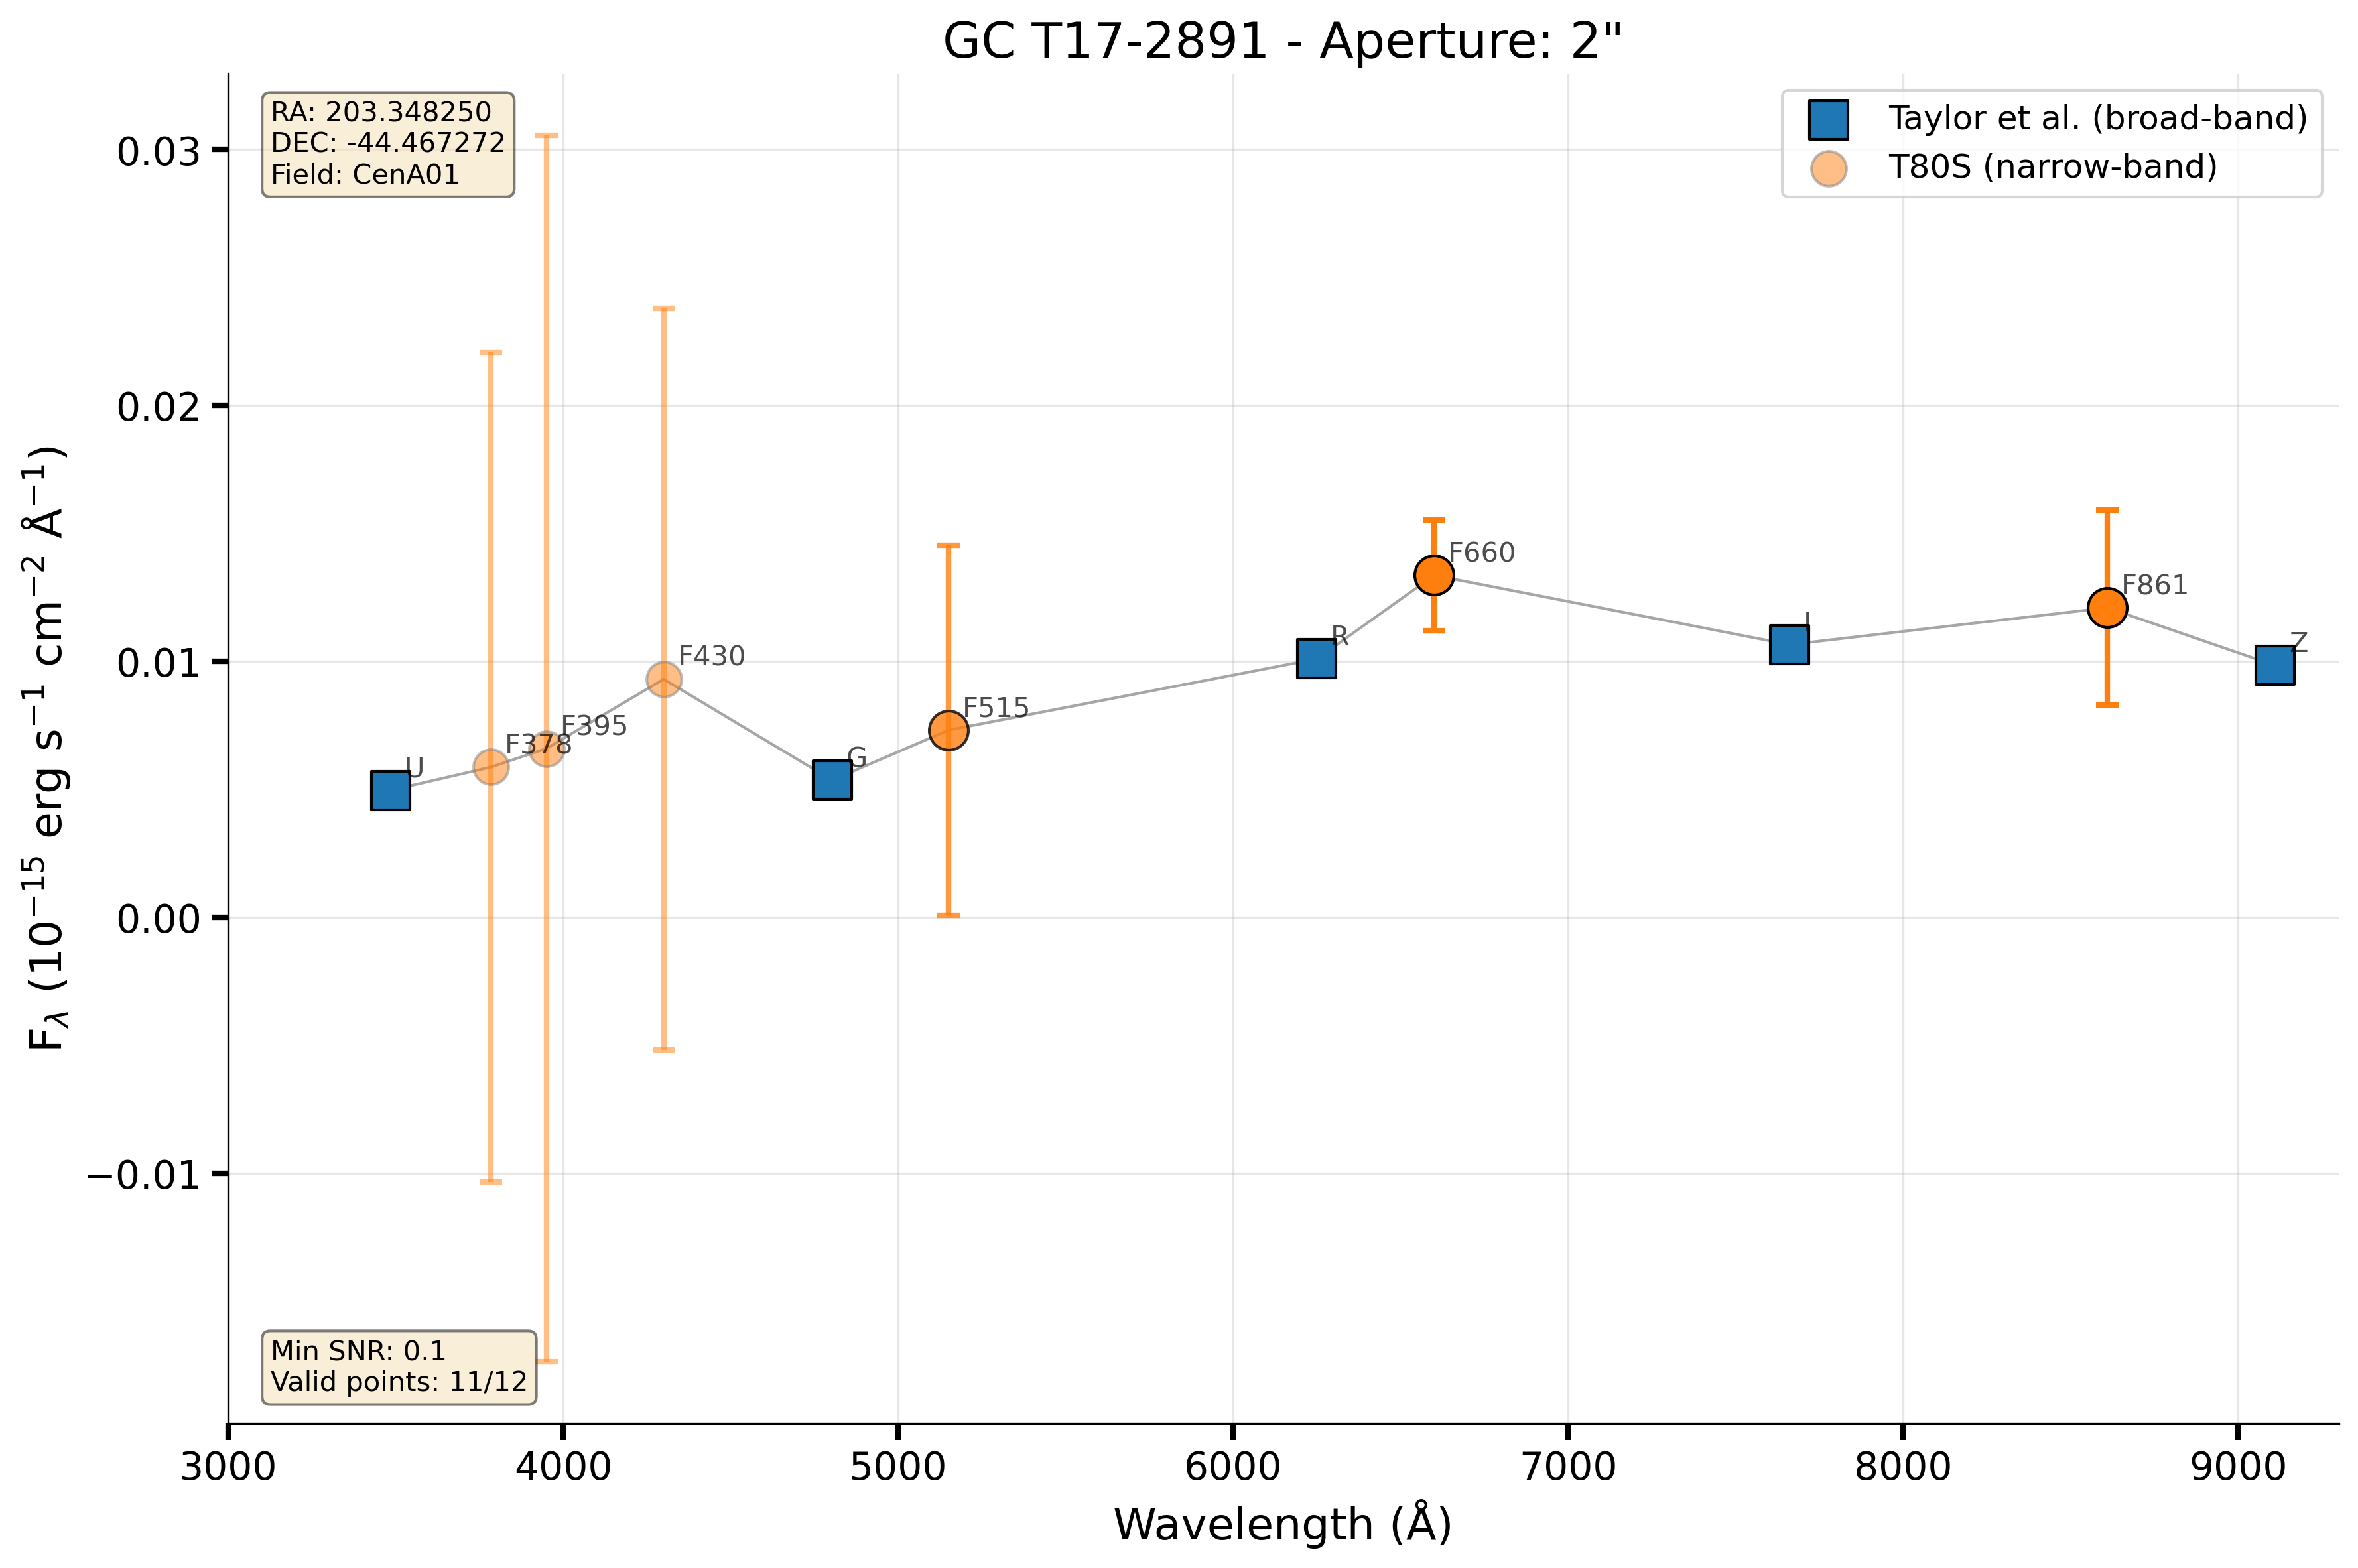 GC T17-2891 - Aperture: 2"
RA: 203.348250
DEC: -44.467272
Field: CenA01
Taylor et al. (broad-band)
T80S (narrow-band)
0.03
0.02
0.01
0.00
−0.01
F_λ (10⁻¹⁵ erg s⁻¹ cm⁻² Å⁻¹)
U
F378
F395
F430
G
F515
R
F660
I
F861
Z
Min SNR: 0.1
Valid points: 11/12
3000 4000 5000 6000 7000 8000 9000
Wavelength (Å)